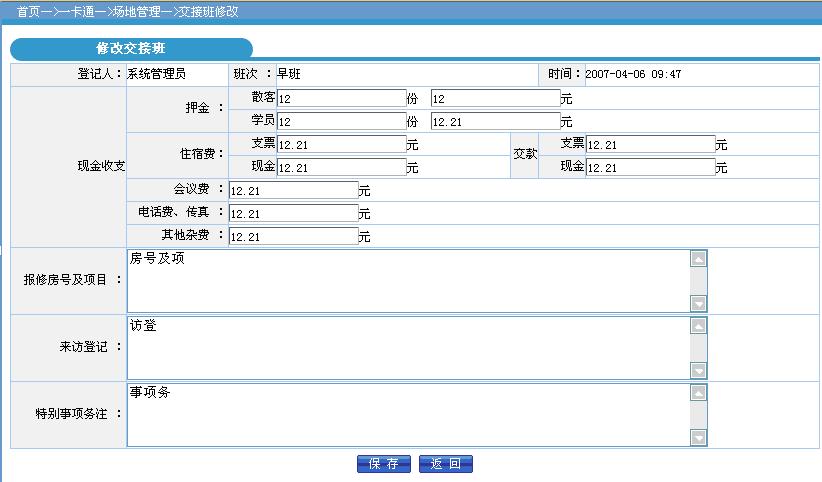 首页一>一卡通一>场地管理一>交接班修改
修改交接班
登记人：系统管理员 班次 ： 早班 时间：2007-04-06 09:47
现金收支
押金 ： 散客 12 份 12 元
学员 12 份 12.21 元
住宿费： 支票 12.21 元 交款 支票 12.21 元
现金 12.21 元 现金 12.21 元
会议费 ： 12.21 元
电话费、传真 ： 12.21 元
其他杂费 ： 12.21 元
报修房号及项目 ： 房号及项
来访登记 ： 访登
特别事项务注 ： 事项务
保 存 返 回